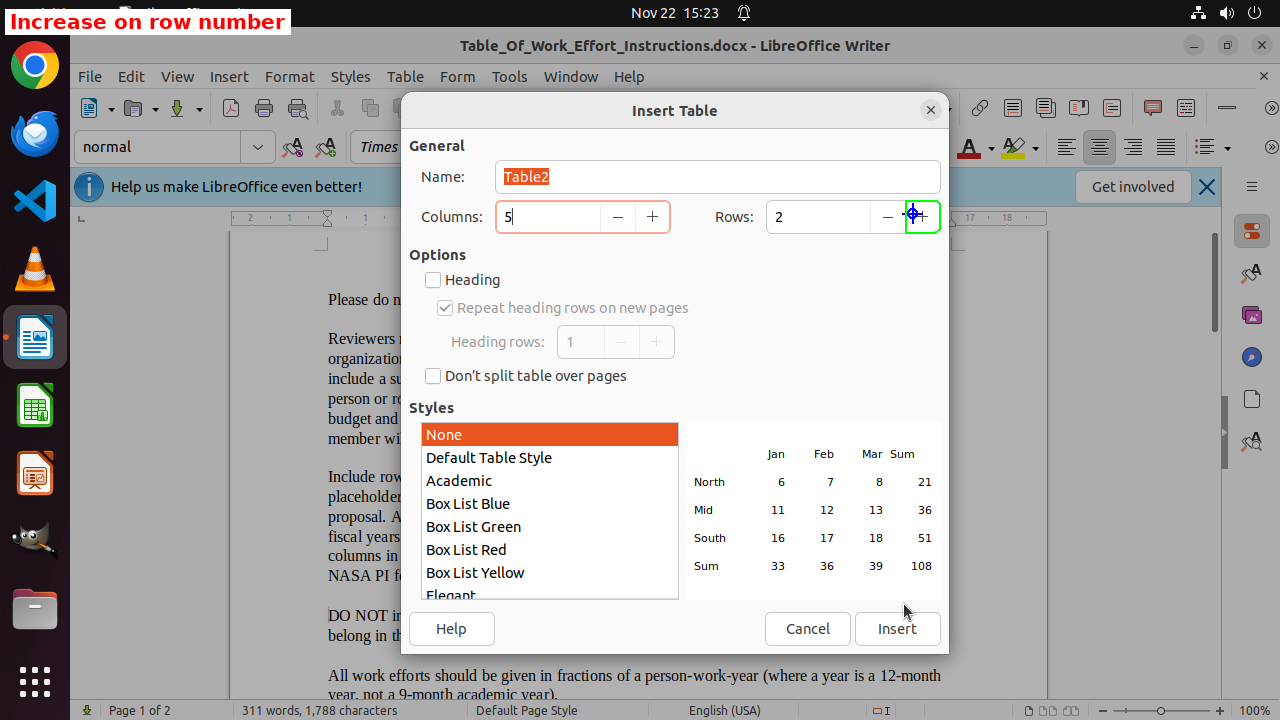 Increase on row number
Nov 22 15:23
Table_Of_Work_Effort_Instructions.docx - LibreOffice Writer
File Edit View Insert Format Styles Table Form Tools Window Help
normal
Times
Help us make LibreOffice even better!
Get involved
2 1 1 17 18
Insert Table
General
Name: Table2
Columns: 5
Rows: 2
Options
Heading
Repeat heading rows on new pages
Heading rows: 1
Don't split table over pages
Styles
None
Default Table Style
Academic
Box List Blue
Box List Green
Box List Red
Box List Yellow
Elegant
Jan Feb Mar Sum
North 6 7 8 21
Mid 11 12 13 36
South 16 17 18 51
Sum 33 36 39 108
Help
Cancel
Insert
Please do n
Reviewers
organization
include a su
person or ro
budget and
member wi
Include row
placeholder
proposal. A
fiscal years
columns in
NASA PI f
DO NOT in
belong in th
All work efforts should be given in fractions of a person-work-year (where a year is a 12-month
year, not a 9-month academic year).
Page 1 of 2
311 words, 1,788 characters
Default Page Style
English (USA)
100%